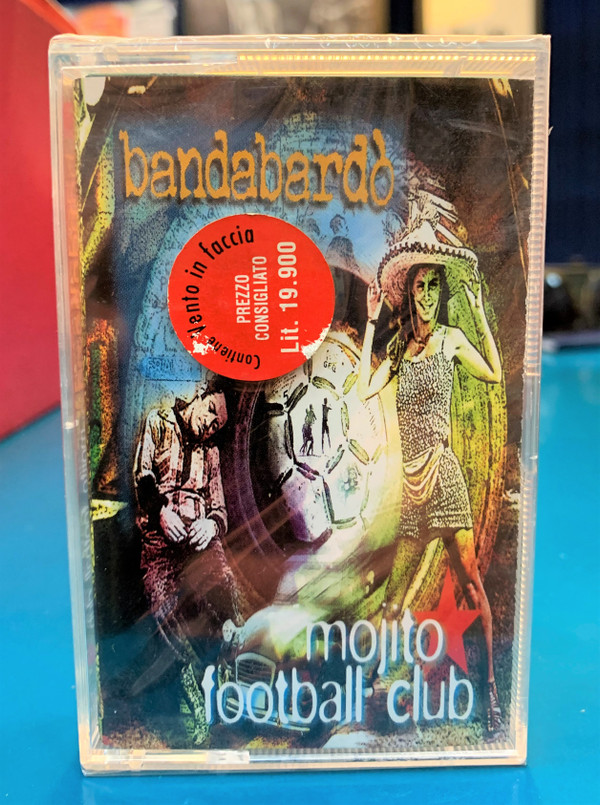 bandabardò
Contiene Vento in faccia
PREZZO
CONSIGLIATO
Lit. 19.900
mojito
football club